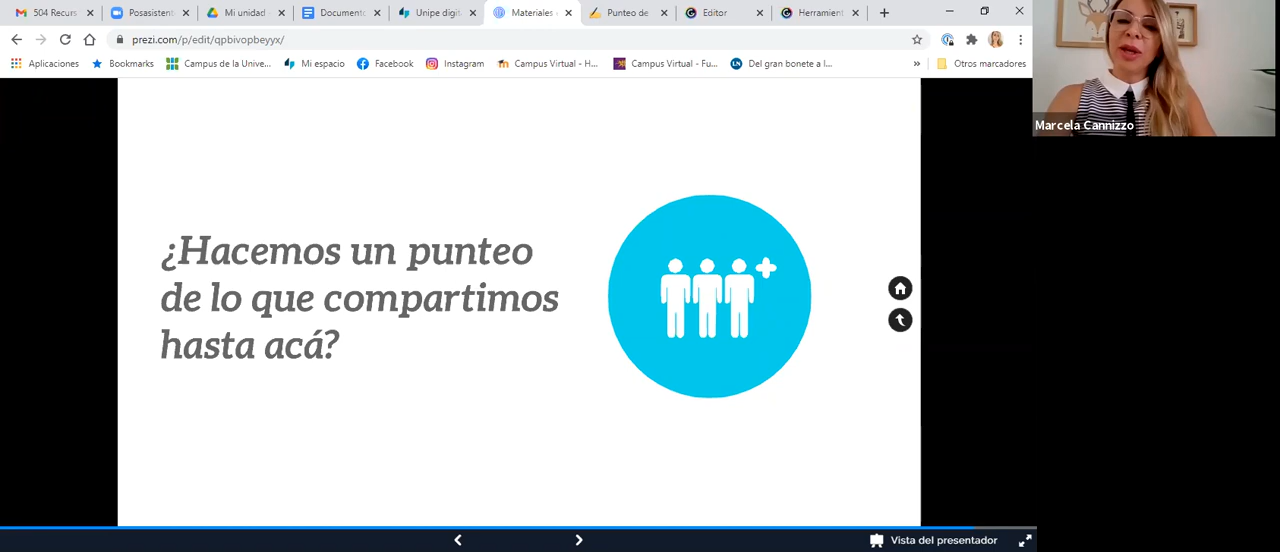 504 Recurs
Posasistent
Mi unidad
Documento
Unipe digit
Materiales
Punteo de
Editor
Herramient
prezi.com/p/edit/qpbivopbeyyx/
Aplicaciones
Bookmarks
Campus de la Unive...
Mi espacio
Facebook
Instagram
Campus Virtual - H...
Campus Virtual - Fu...
LN
Del gran bonete a l...
»
Otros marcadores
Marcela Cannizzo
¿Hacemos un punteo
de lo que compartimos
hasta acá?
Vista del presentador